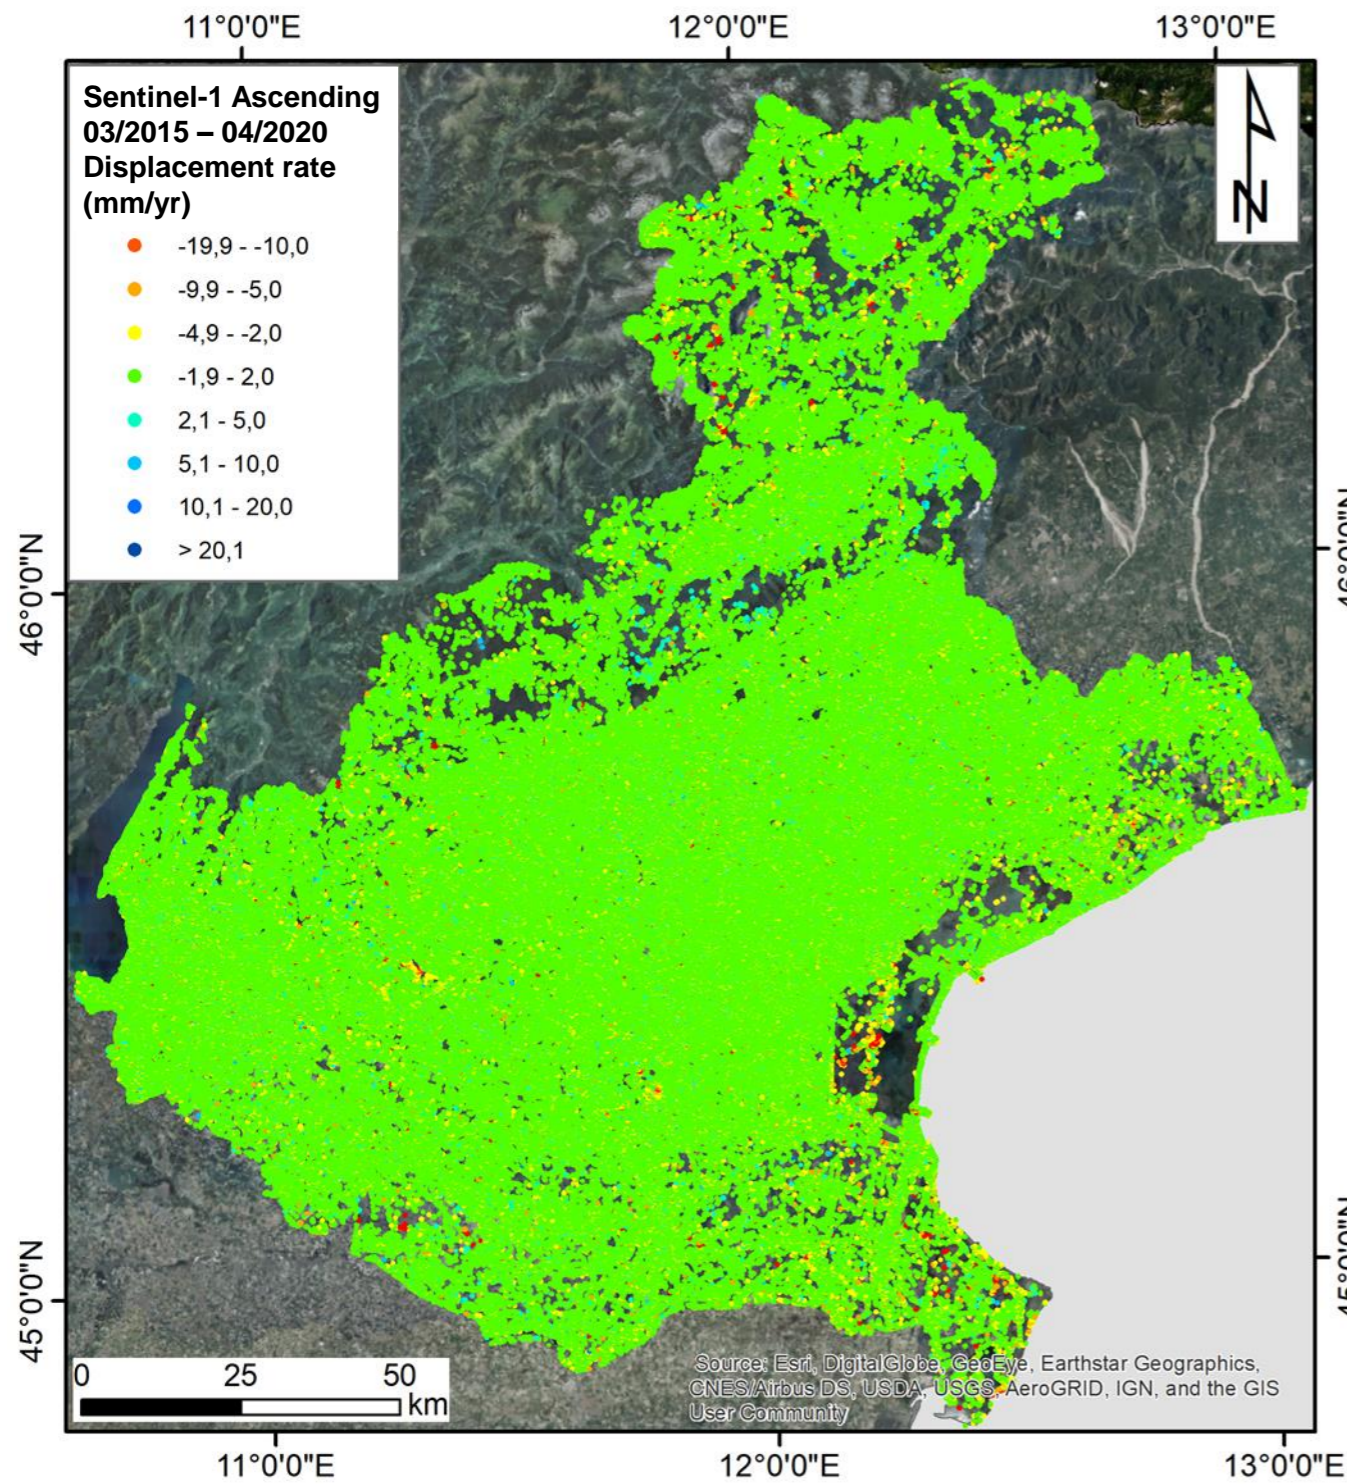 11°0'0"E 12°0'0"E 13°0'0"E
Sentinel-1 Ascending
03/2015 – 04/2020
Displacement rate
(mm/yr)
-19,9 - -10,0
-9,9 - -5,0
-4,9 - -2,0
-1,9 - 2,0
2,1 - 5,0
5,1 - 10,0
10,1 - 20,0
> 20,1
N
46°0'0"N
46°0'0"N
45°0'0"N
45°0'0"N
0 25 50
km
Source: Esri, DigitalGlobe, GeoEye, Earthstar Geographics,
CNES/Airbus DS, USDA, USGS, AeroGRID, IGN, and the GIS
User Community
11°0'0"E 12°0'0"E 13°0'0"E